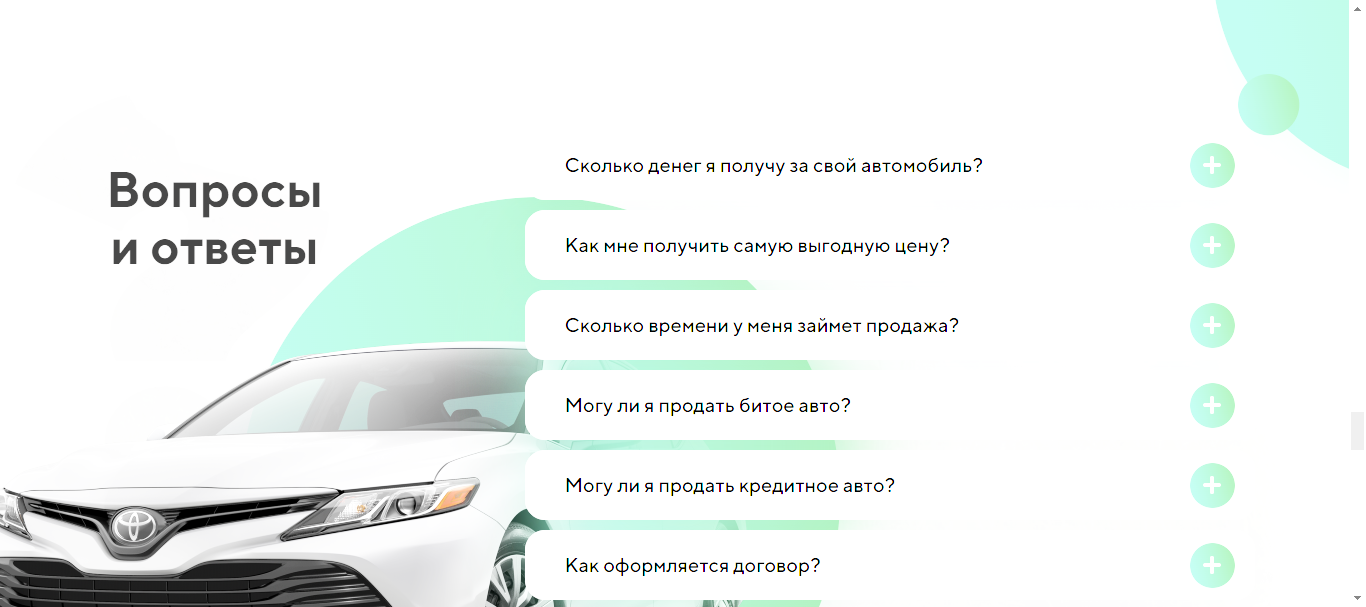 Вопросы
и ответы
Сколько денег я получу за свой автомобиль?
Как мне получить самую выгодную цену?
Сколько времени у меня займет продажа?
Могу ли я продать битое авто?
Могу ли я продать кредитное авто?
Как оформляется договор?